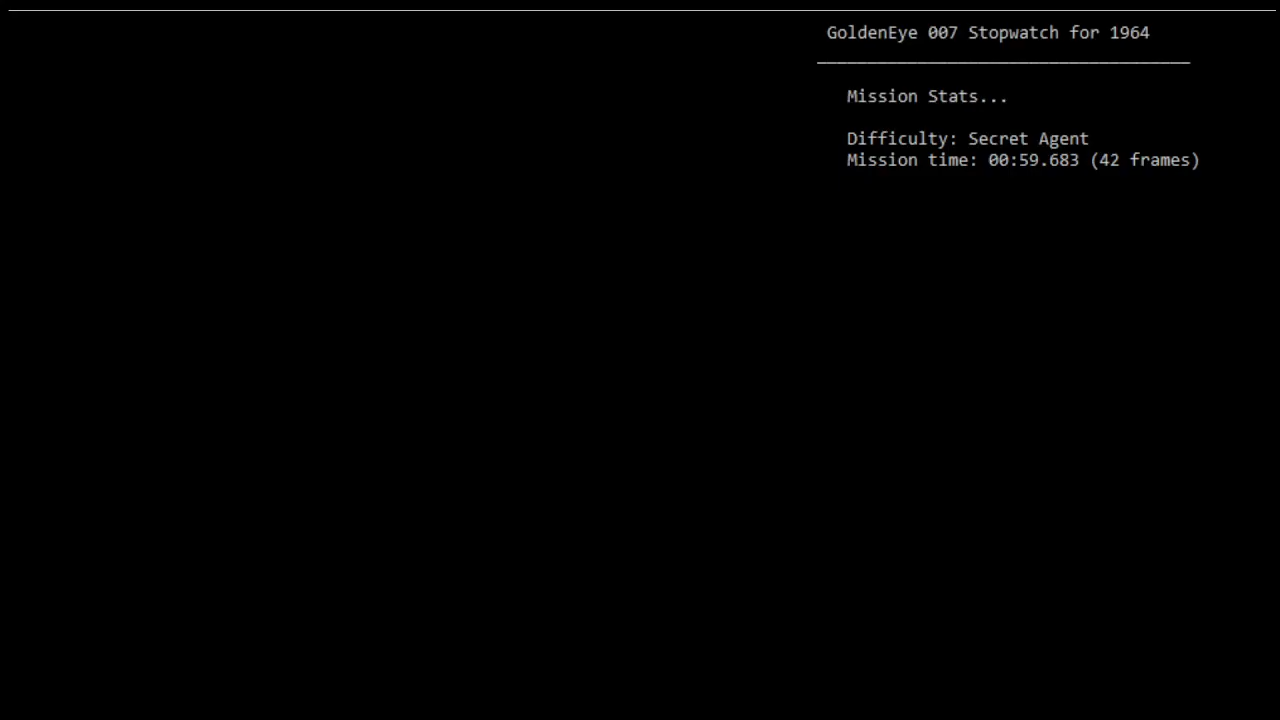 GoldenEye 007 Stopwatch for 1964
Mission Stats...
Difficulty: Secret Agent
Mission time: 00:59.683 (42 frames)